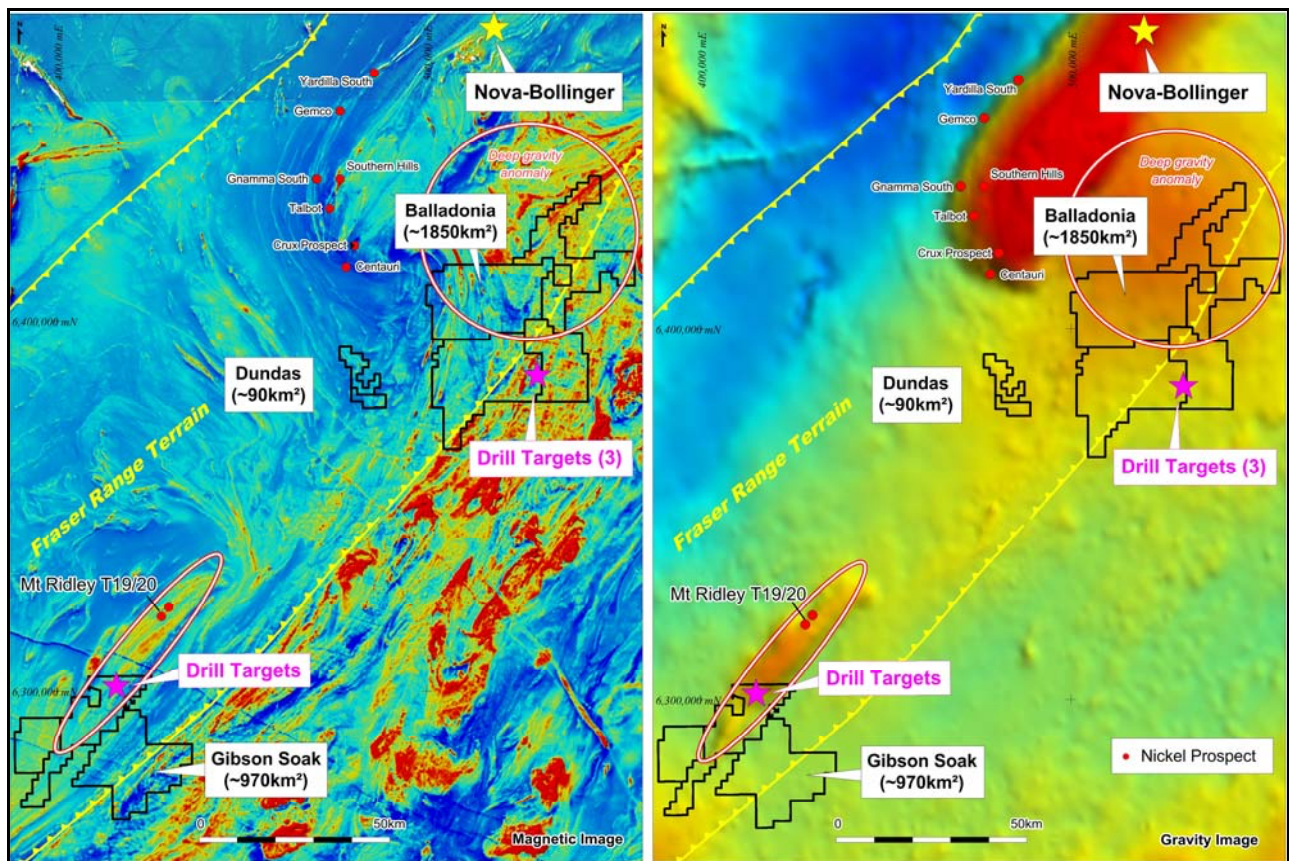 N
400,000 mE
500,000 mE
Yardilla South
Nova-Bollinger
Gemco
Deep gravity
anomaly
Southern Hills
Gnamma South
Talbot
Balladonia
(~1850km²)
Crux Prospect
Centauri
6,400,000 mN
Dundas
(~90km²)
Fraser Range Terrain
Drill Targets (3)
Mt Ridley T19/20
Drill Targets
6,300,000 mN
Gibson Soak
(~970km²)
0
50km
Magnetic Image
N
400,000 mE
500,000 mE
Yardilla South
Nova-Bollinger
Gemco
Deep gravity
anomaly
Southern Hills
Gnamma South
Talbot
Balladonia
(~1850km²)
Crux Prospect
Centauri
6,400,000 mN
Dundas
(~90km²)
Fraser Range Terrain
Drill Targets (3)
Mt Ridley T19/20
Drill Targets
6,300,000 mN
Gibson Soak
(~970km²)
Nickel Prospect
0
50km
Gravity Image